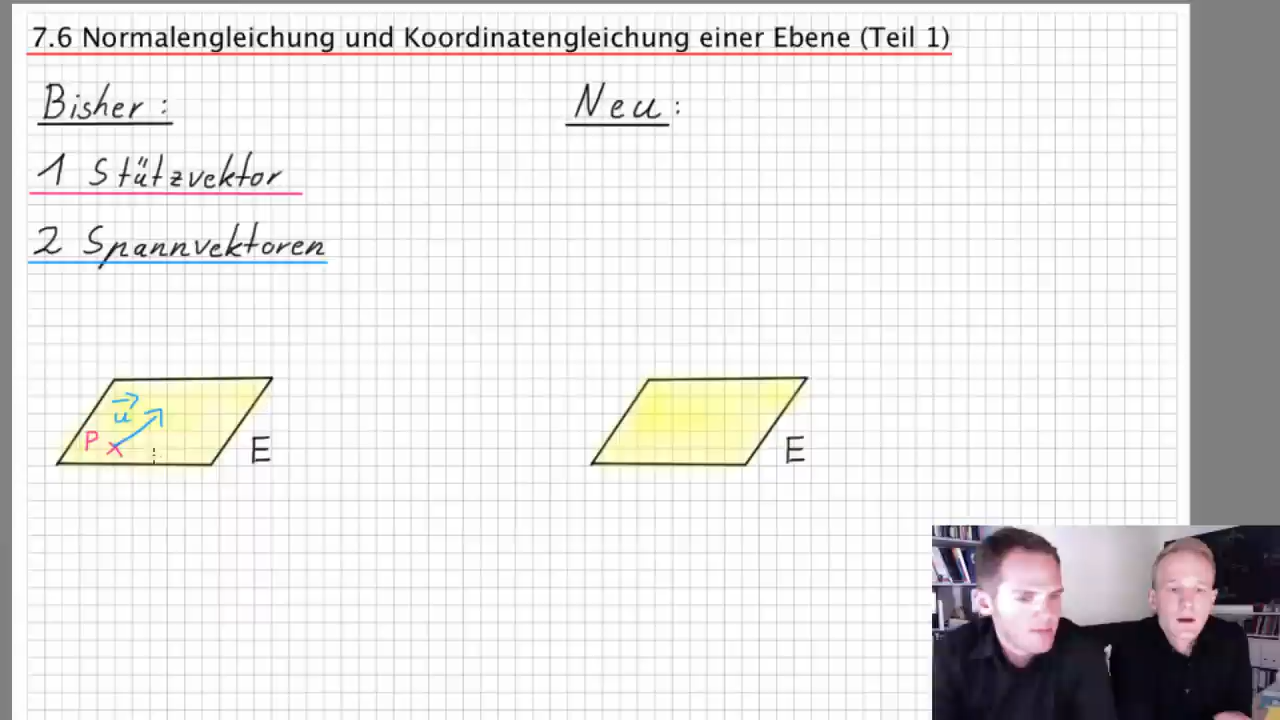 7.6 Normalengleichung und Koordinatengleichung einer Ebene (Teil 1)
Bisher:
Neu:
1 Stützvektor
2 Spannvektoren
u
P
E
E